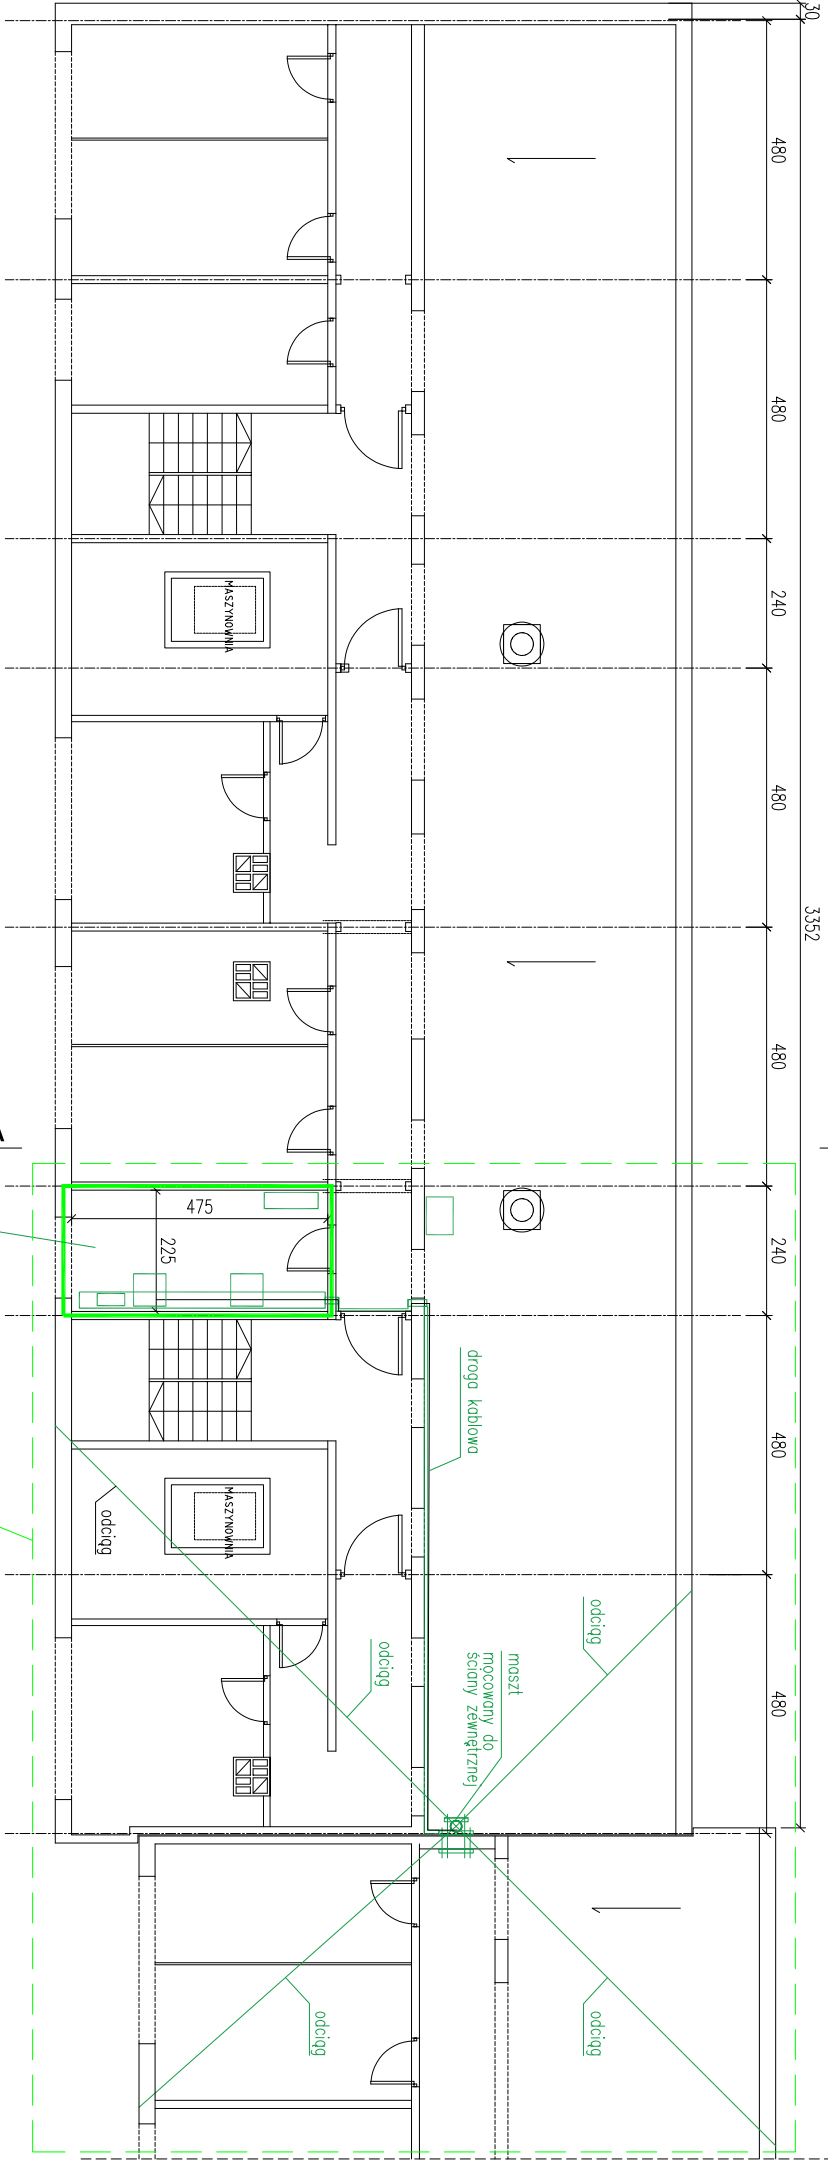 30
480
480
240
480
3352
480
240
480
480
MASZYNOWNIA
A
475
225
droga kablowa
MASZYNOWNIA
odciąg
odciąg
odciąg
maszt
mocowany do
ściany zewnętrznej
odciąg
odciąg